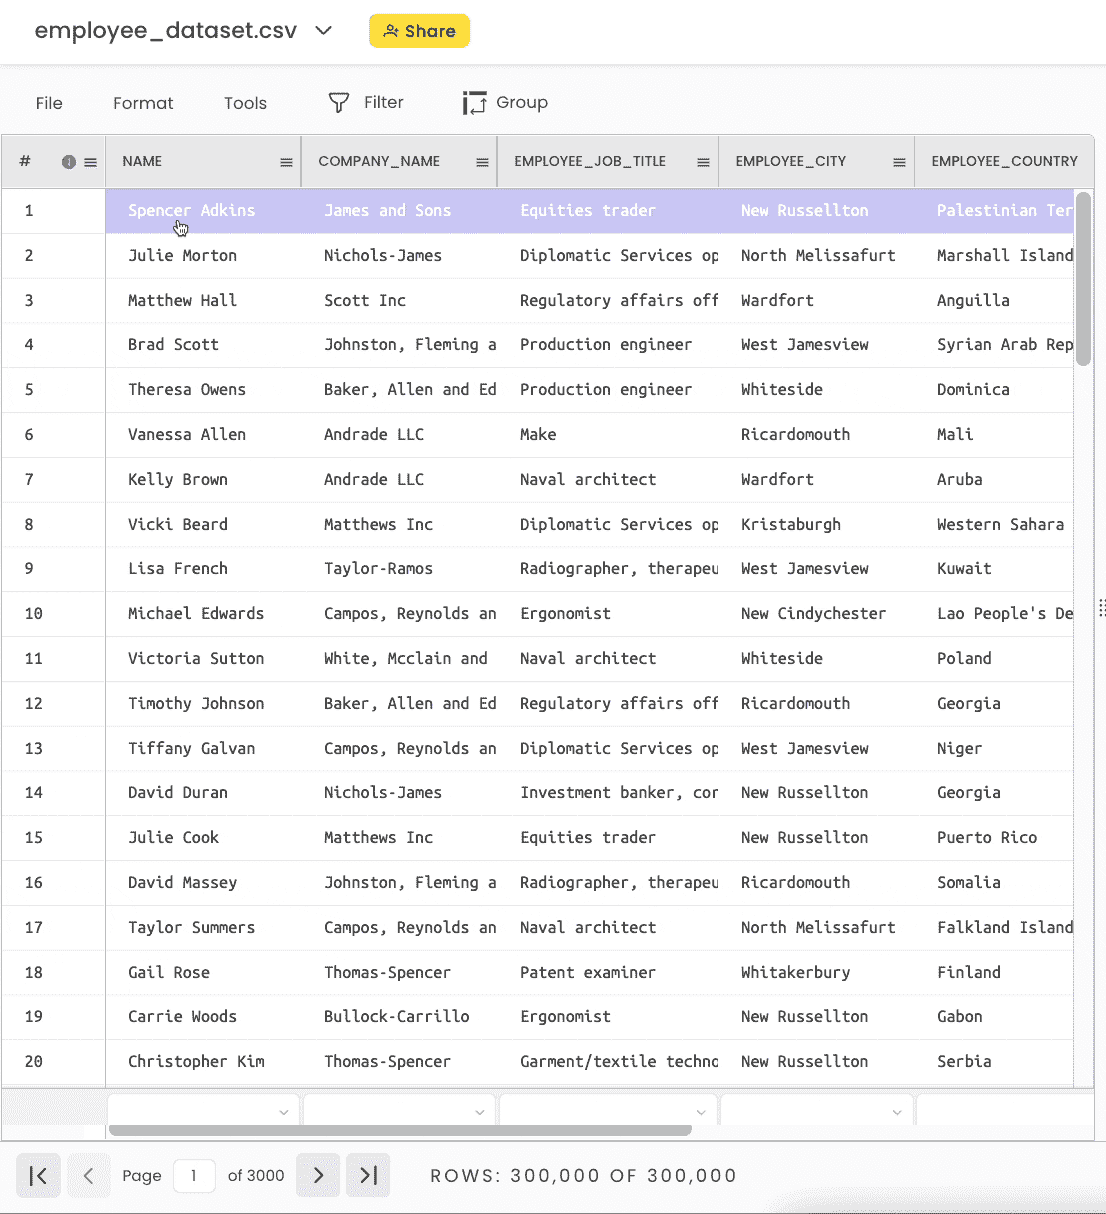 employee_dataset.csv Share
File Format Tools Filter Group
# NAME COMPANY_NAME EMPLOYEE_JOB_TITLE EMPLOYEE_CITY EMPLOYEE_COUNTRY
1 Spencer Adkins James and Sons Equities trader New Russellton Palestinian Ter
2 Julie Morton Nichols-James Diplomatic Services op North Melissafurt Marshall Island
3 Matthew Hall Scott Inc Regulatory affairs off Wardfort Anguilla
4 Brad Scott Johnston, Fleming a Production engineer West Jamesview Syrian Arab Rep
5 Theresa Owens Baker, Allen and Ed Production engineer Whiteside Dominica
6 Vanessa Allen Andrade LLC Make Ricardomouth Mali
7 Kelly Brown Andrade LLC Naval architect Wardfort Aruba
8 Vicki Beard Matthews Inc Diplomatic Services op Kristaburgh Western Sahara
9 Lisa French Taylor-Ramos Radiographer, therapeu West Jamesview Kuwait
10 Michael Edwards Campos, Reynolds an Ergonomist New Cindychester Lao People's De
11 Victoria Sutton White, Mcclain and Naval architect Whiteside Poland
12 Timothy Johnson Baker, Allen and Ed Regulatory affairs off Ricardomouth Georgia
13 Tiffany Galvan Campos, Reynolds an Diplomatic Services op West Jamesview Niger
14 David Duran Nichols-James Investment banker, cor New Russellton Georgia
15 Julie Cook Matthews Inc Equities trader New Russellton Puerto Rico
16 David Massey Johnston, Fleming a Radiographer, therapeu Ricardomouth Somalia
17 Taylor Summers Campos, Reynolds an Naval architect North Melissafurt Falkland Island
18 Gail Rose Thomas-Spencer Patent examiner Whitakerbury Finland
19 Carrie Woods Bullock-Carrillo Ergonomist New Russellton Gabon
20 Christopher Kim Thomas-Spencer Garment/textile techno New Russellton Serbia
Page 1 of 3000 ROWS: 300,000 OF 300,000